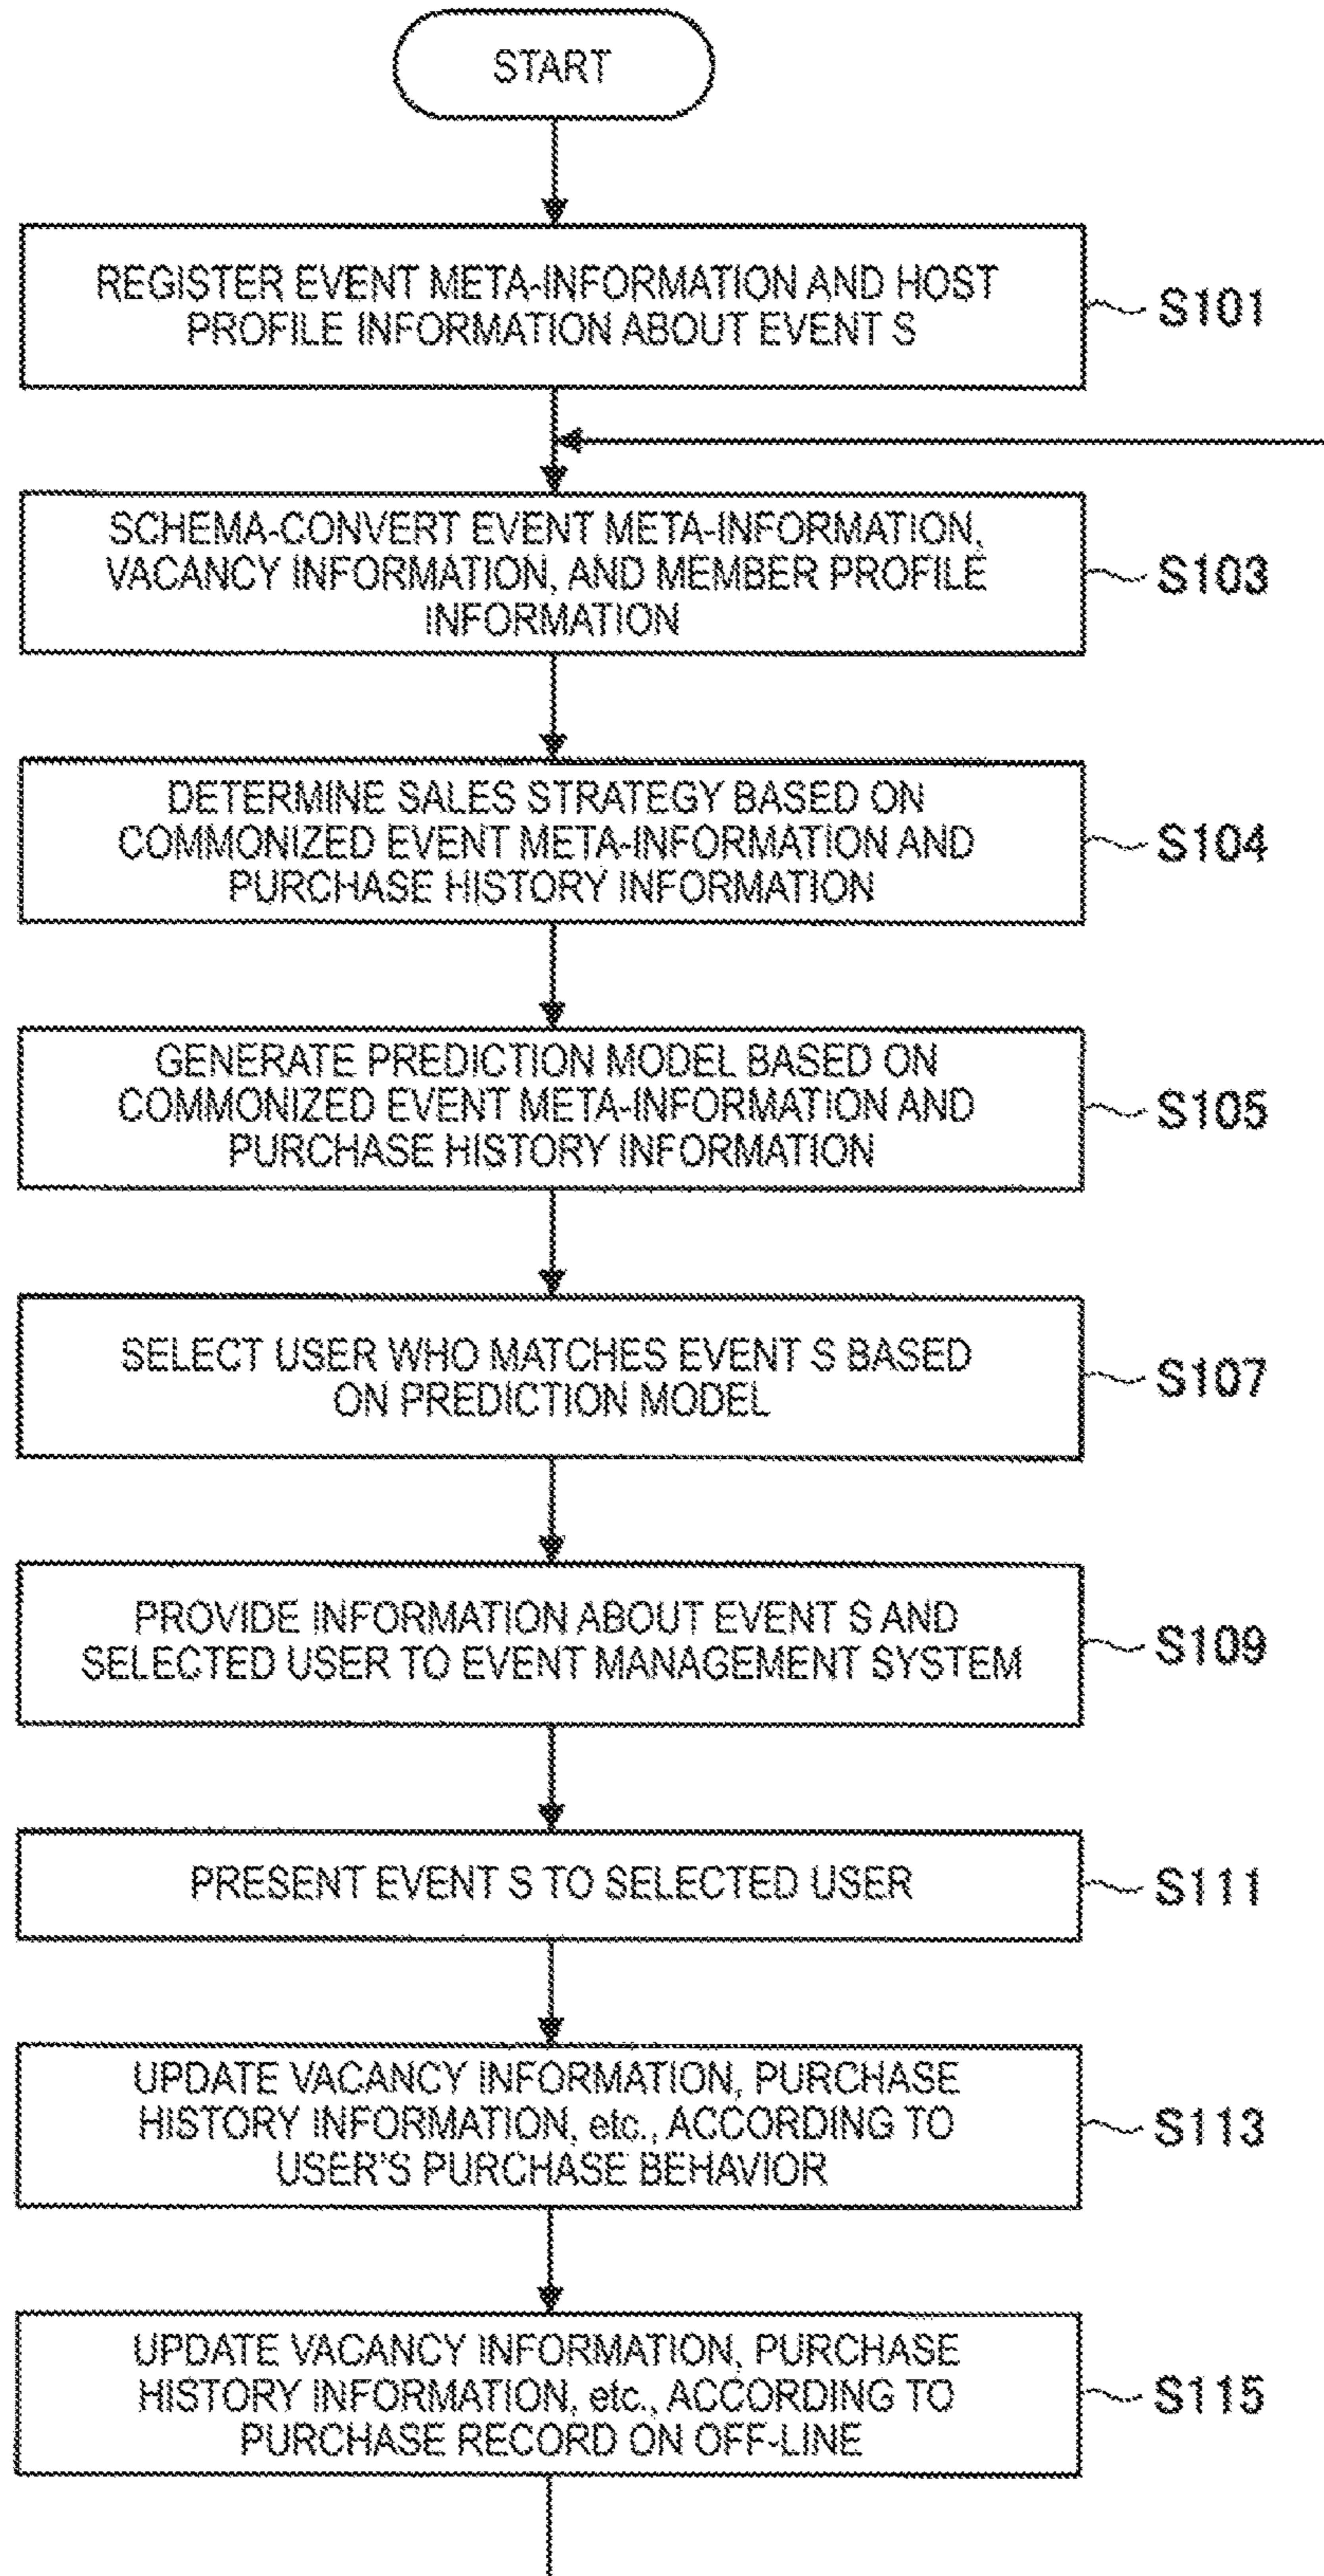 START
REGISTER EVENT META-INFORMATION AND HOST
PROFILE INFORMATION ABOUT EVENT S
S101
SCHEMA-CONVERT EVENT META-INFORMATION,
VACANCY INFORMATION, AND MEMBER PROFILE
INFORMATION
S103
DETERMINE SALES STRATEGY BASED ON
COMMONIZED EVENT META-INFORMATION AND
PURCHASE HISTORY INFORMATION
S104
GENERATE PREDICTION MODEL BASED ON
COMMONIZED EVENT META-INFORMATION AND
PURCHASE HISTORY INFORMATION
S105
SELECT USER WHO MATCHES EVENT S BASED
ON PREDICTION MODEL
S107
PROVIDE INFORMATION ABOUT EVENT S AND
SELECTED USER TO EVENT MANAGEMENT SYSTEM
S109
PRESENT EVENT S TO SELECTED USER
S111
UPDATE VACANCY INFORMATION, PURCHASE
HISTORY INFORMATION, etc., ACCORDING TO
USER'S PURCHASE BEHAVIOR
S113
UPDATE VACANCY INFORMATION, PURCHASE
HISTORY INFORMATION, etc., ACCORDING TO
PURCHASE RECORD ON OFF-LINE
S115